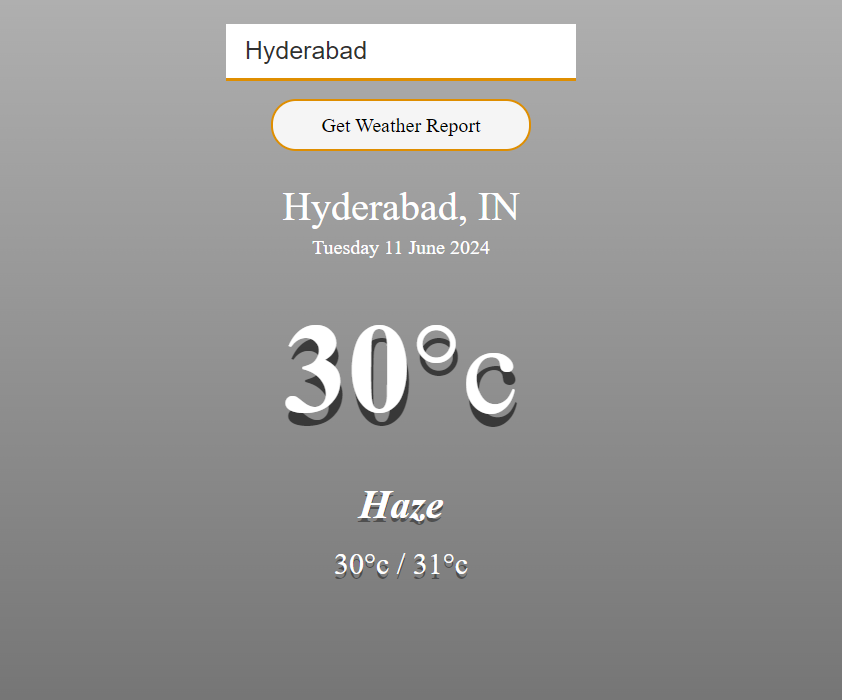 Hyderabad
Get Weather Report
Hyderabad, IN
Tuesday 11 June 2024
30°c
Haze
30°c / 31°c